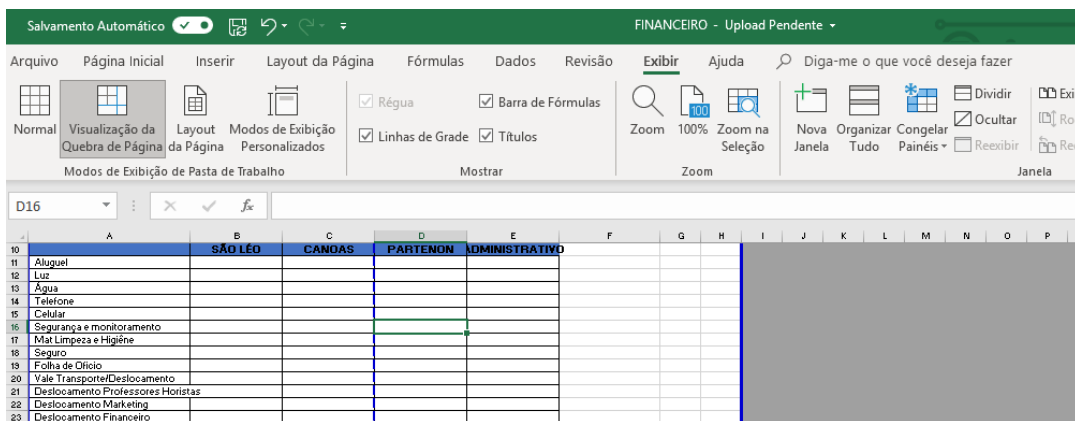 Salvamento Automático
FINANCEIRO - Upload Pendente
Arquivo Página Inicial Inserir Layout da Página Fórmulas Dados Revisão Exibir Ajuda Diga-me o que você deseja fazer
Normal
Visualização da
Quebra de Página
Layout
da Página
Modos de Exibição
Personalizados
Modos de Exibição de Pasta de Trabalho
Régua
Barra de Fórmulas
Linhas de Grade
Títulos
Mostrar
Zoom
100
100%
Zoom na
Seleção
Zoom
Nova
Janela
Organizar
Tudo
Congelar
Painéis
Dividir
Ocultar
Reexibir
Exi
Ro
Re
Janela
D16
fx
A B C D E F G H I J K L M N O P
10 SÃO LÉO CANOAS PARTENON ADMINISTRATIVO
11 Aluguel
12 Luz
13 Água
14 Telefone
15 Celular
16 Segurança e monitoramento
17 Mat Limpeza e Higiêne
18 Seguro
19 Folha de Oficio
20 Vale Transporte/Deslocamento
21 Deslocamento Professores Horistas
22 Deslocamento Marketing
23 Deslocamento Financeiro